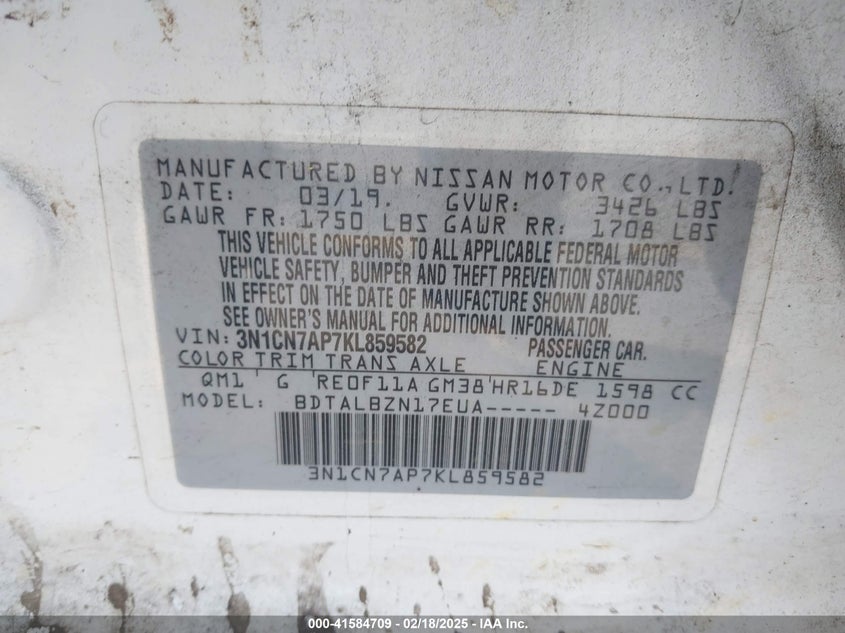 MANUFACTURED BY NISSAN MOTOR CO., LTD.
DATE: 03/19. GVWR: 3426 LBS
GAWR FR: 1750 LBS GAWR RR: 1708 LBS
THIS VEHICLE CONFORMS TO ALL APPLICABLE FEDERAL MOTOR
VEHICLE SAFETY, BUMPER AND THEFT PREVENTION STANDARDS
IN EFFECT ON THE DATE OF MANUFACTURE SHOWN ABOVE.
SEE OWNER'S MANUAL FOR ADDITIONAL INFORMATION.
VIN: 3N1CN7AP7KL859582 PASSENGER CAR.
COLOR TRIM TRANS AXLE ENGINE
QM1 G RE0F11A GM38 HR16DE 1598 CC
MODEL: BDTALBZN17EUA----- 4Z000
3N1CN7AP7KL859582
000-41584709 - 02/18/2025 - IAA Inc.